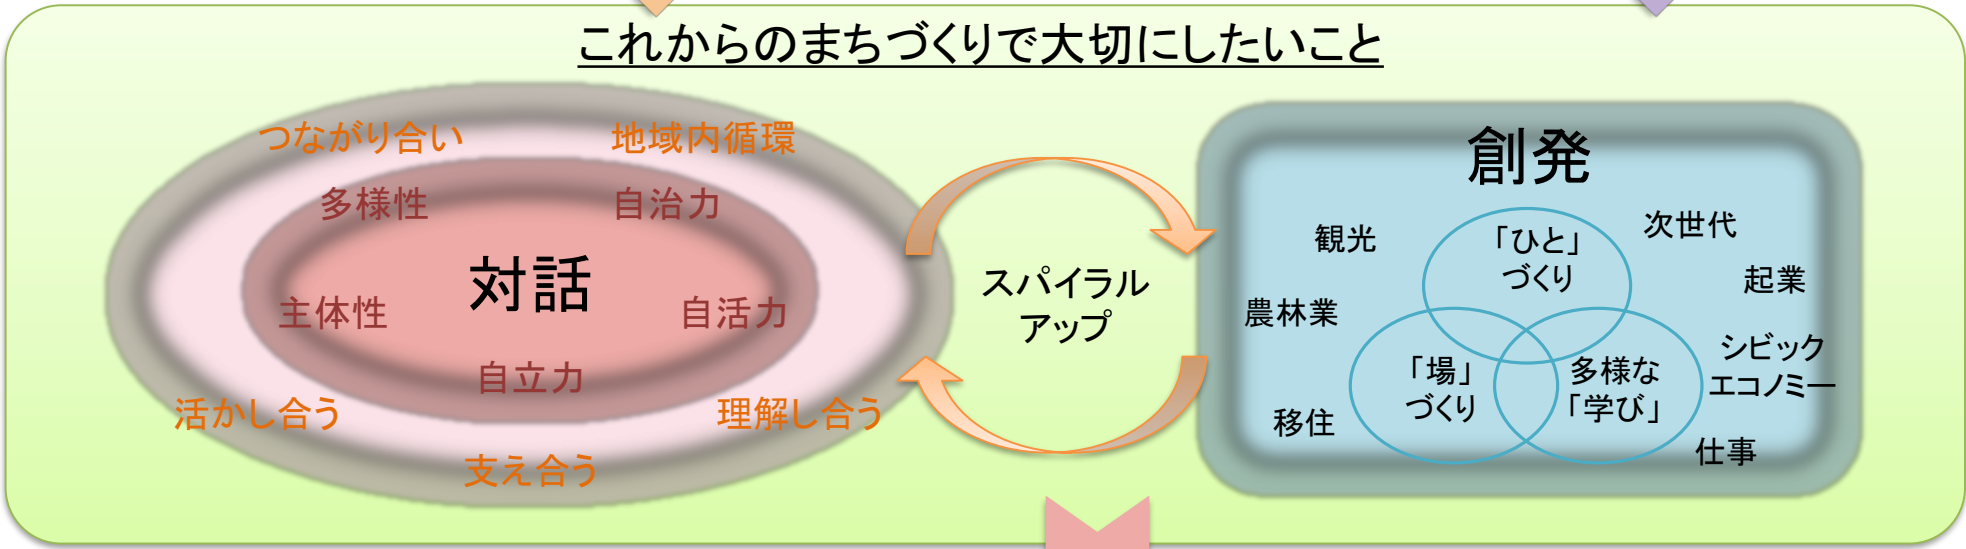 これからのまちづくりで大切にしたいこと
つながり合い
地域内循環
多様性
自治力
対話
主体性
自活力
自立力
活かし合う
理解し合う
支え合う
スパイラル
アップ
創発
観光
次世代
「ひと」
づくり
起業
農林業
シビック
エコノミー
「場」
づくり
多様な
「学び」
移住
仕事